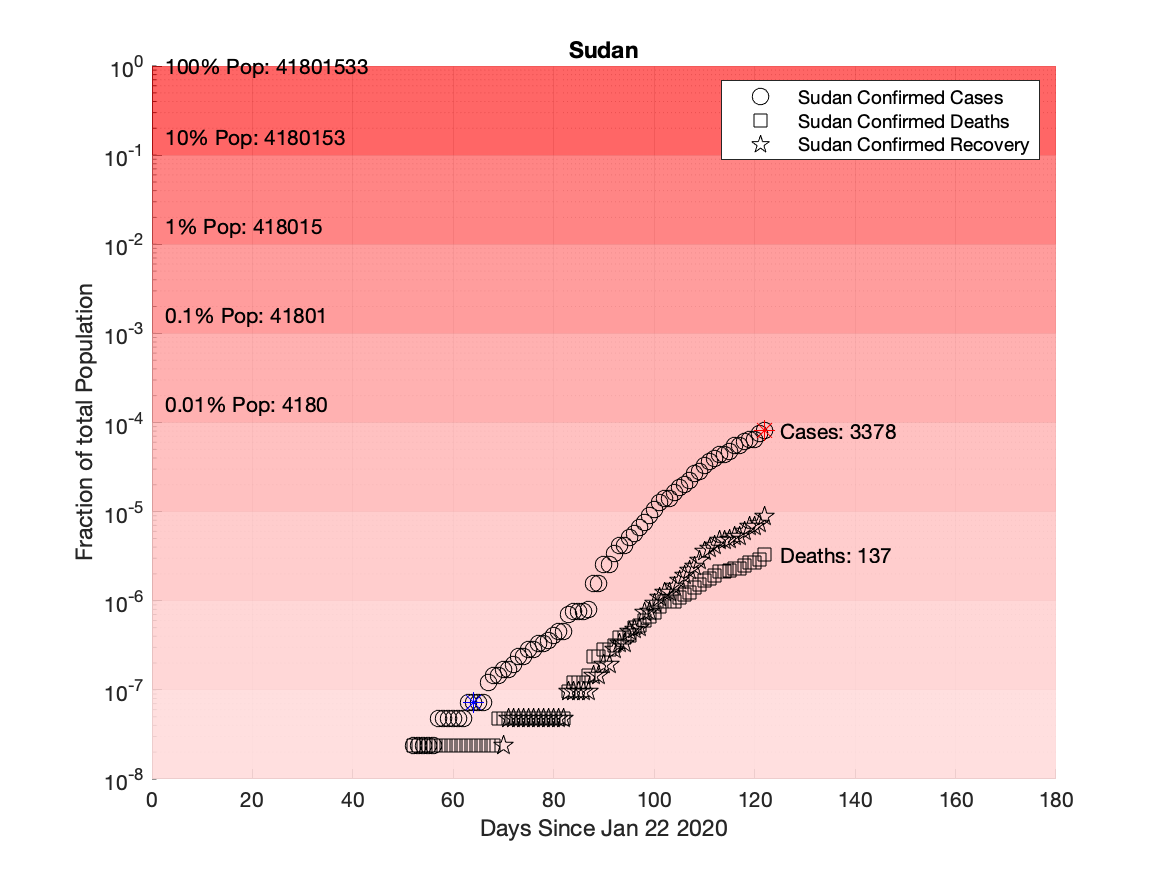 Sudan
10^0
10^-1
10^-2
10^-3
10^-4
10^-5
10^-6
10^-7
10^-8
Fraction of total Population
100% Pop: 41801533
10% Pop: 4180153
1% Pop: 418015
0.1% Pop: 41801
0.01% Pop: 4180
Sudan Confirmed Cases
Sudan Confirmed Deaths
Sudan Confirmed Recovery
Cases: 3378
Deaths: 137
0 20 40 60 80 100 120 140 160 180
Days Since Jan 22 2020